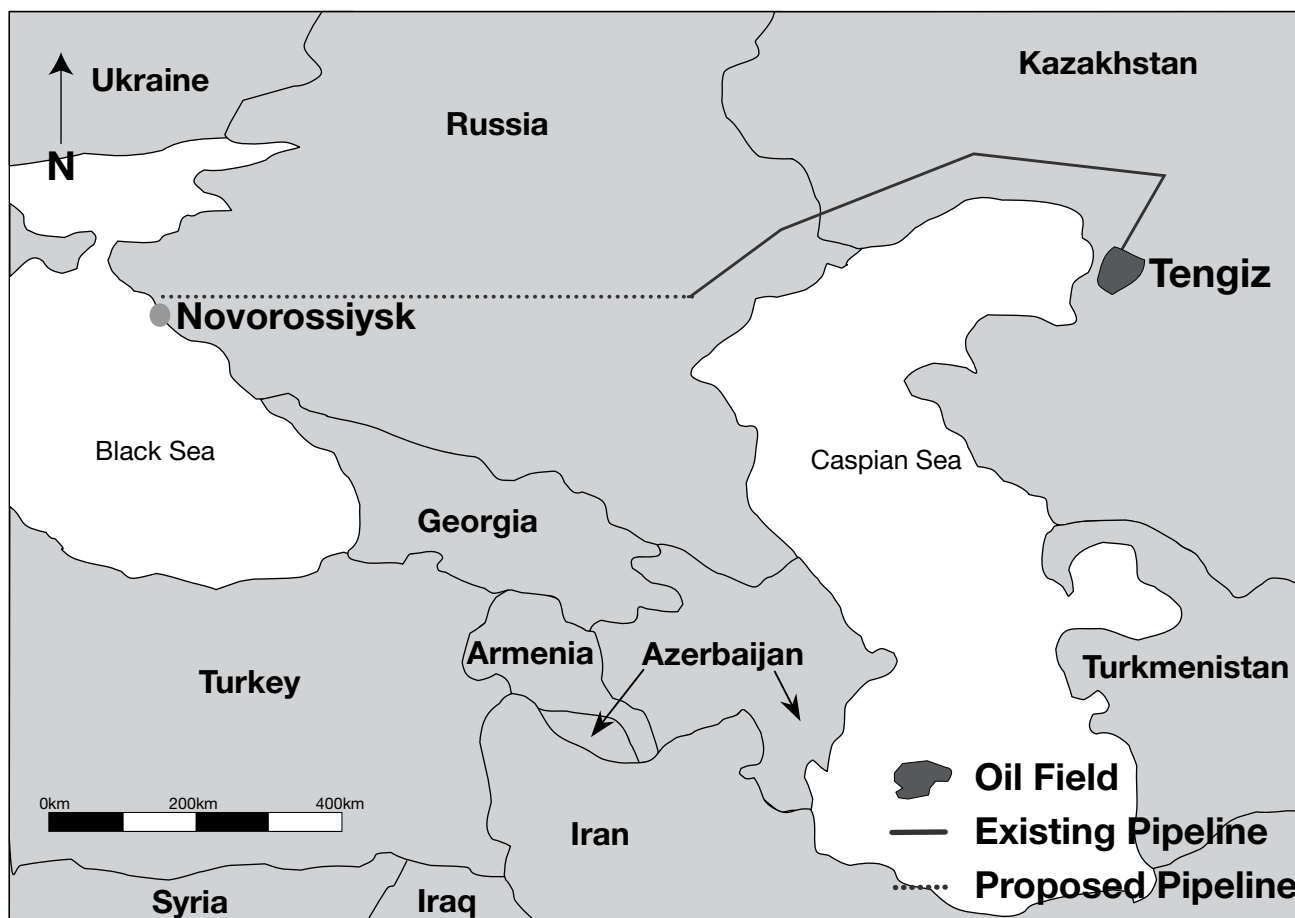 Ukraine
Kazakhstan
Russia
N
Tengiz
Novorossiysk
Black Sea
Caspian Sea
Georgia
Armenia
Azerbaijan
Turkey
Turkmenistan
Oil Field
0km 200km 400km
Iran
Existing Pipeline
Proposed Pipeline
Syria
Iraq